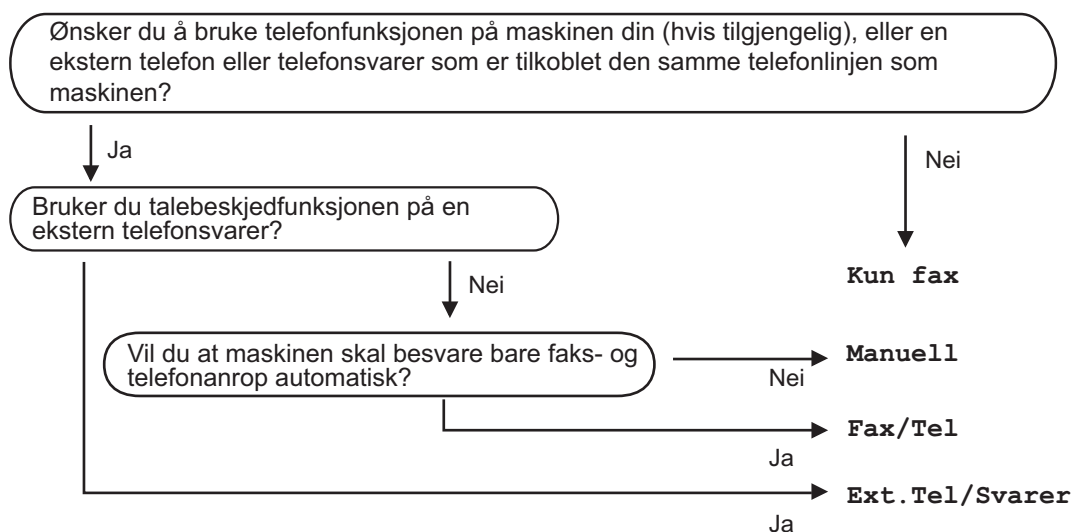 Ønsker du å bruke telefonfunksjonen på maskinen din (hvis tilgjengelig), eller en
ekstern telefon eller telefonsvarer som er tilkoblet den samme telefonlinjen som
maskinen?
Ja
Nei
Bruker du talebeskjedfunksjonen på en
ekstern telefonsvarer?
Kun fax
Nei
Vil du at maskinen skal besvare bare faks- og
telefonanrop automatisk?
Manuell
Nei
Fax/Tel
Ja
Ext.Tel/Svarer
Ja